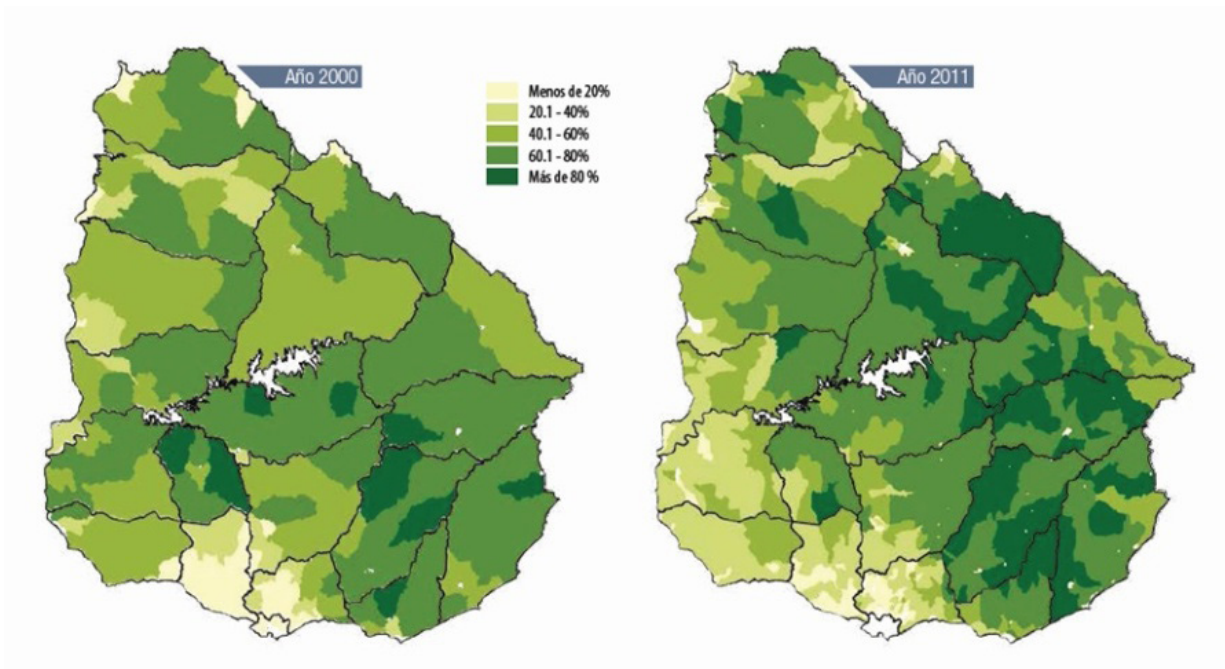 Año 2000
Año 2011
Menos de 20%
20.1 - 40%
40.1 - 60%
60.1 - 80%
Más de 80 %